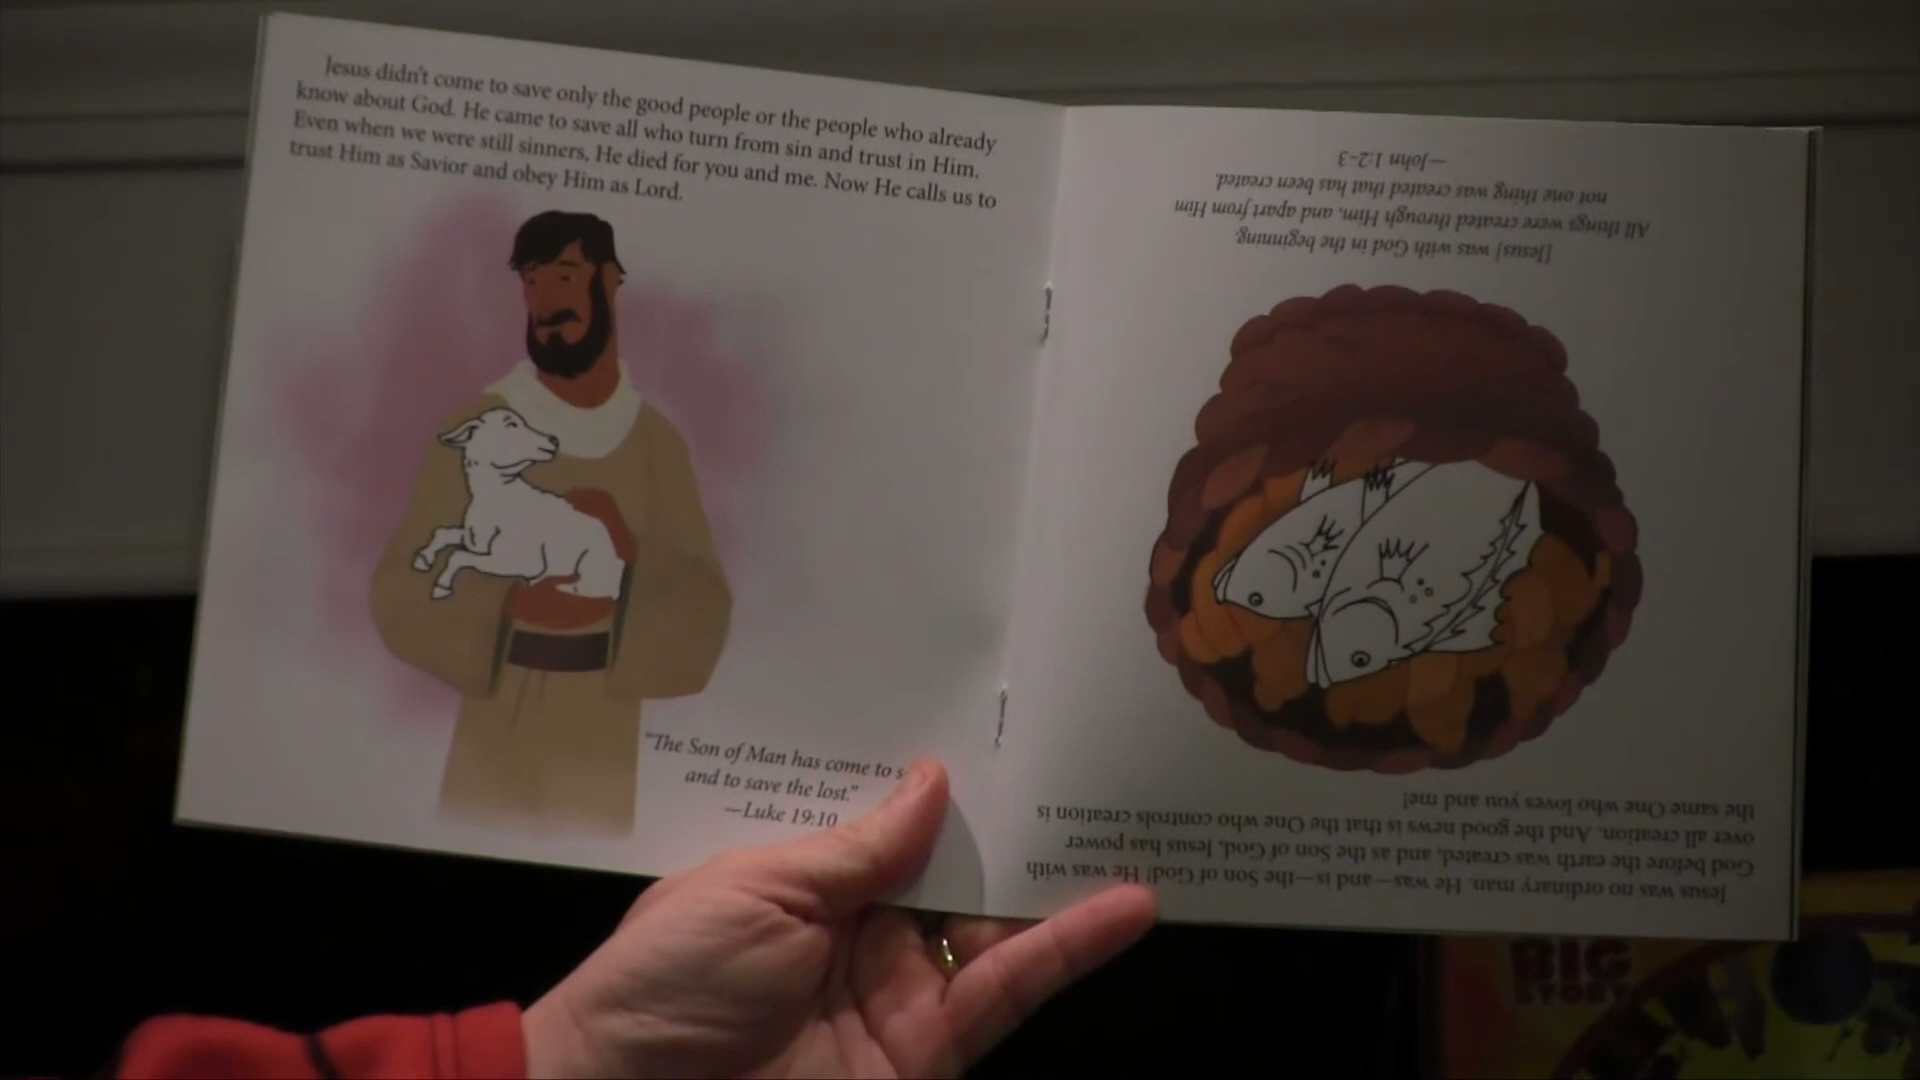 Jesus didn't come to save only the good people or the people who already
know about God. He came to save all who turn from sin and trust in Him.
Even when we were still sinners, He died for you and me. Now He calls us to
trust Him as Savior and obey Him as Lord.
"The Son of Man has come to s
and to save the lost."
—Luke 19:10
Jesus was no ordinary man. He was—and is—the Son of God! He was with
God before the earth was created, and as the Son of God, Jesus has power
over all creation. And the good news is that the One who controls creation is
the same One who loves you and me!
[Jesus] was with God in the beginning.
All things were created through Him, and apart from Him
not one thing was created that has been created.
—John 1:2-3
BIG
STORY